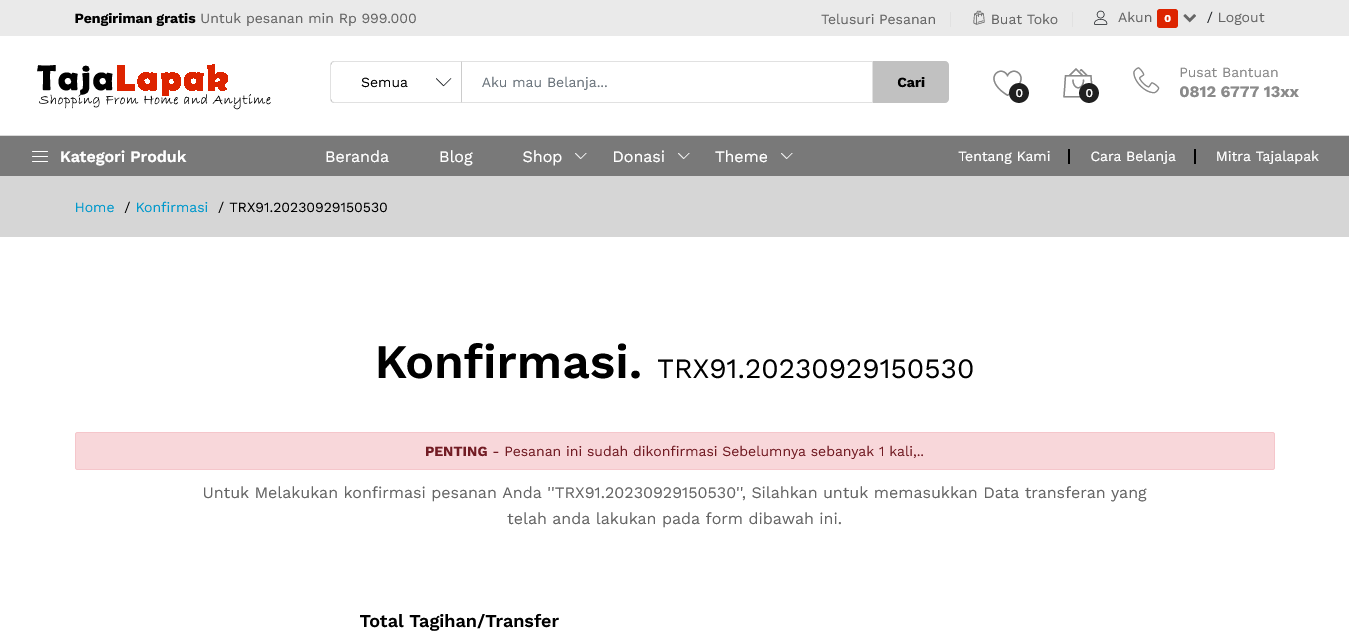 Pengiriman gratis Untuk pesanan min Rp 999.000
Telusuri Pesanan
Buat Toko
Akun 0 / Logout
TajaLapak
Shopping From Home and Anytime
Semua
Aku mau Belanja...
Cari
0
0
Pusat Bantuan
0812 6777 13xx
Kategori Produk
Beranda
Blog
Shop
Donasi
Theme
Tentang Kami
Cara Belanja
Mitra Tajalapak
Home / Konfirmasi / TRX91.20230929150530
Konfirmasi. TRX91.20230929150530
PENTING - Pesanan ini sudah dikonfirmasi Sebelumnya sebanyak 1 kali,..
Untuk Melakukan konfirmasi pesanan Anda "TRX91.20230929150530", Silahkan untuk memasukkan Data transferan yang
telah anda lakukan pada form dibawah ini.
Total Tagihan/Transfer